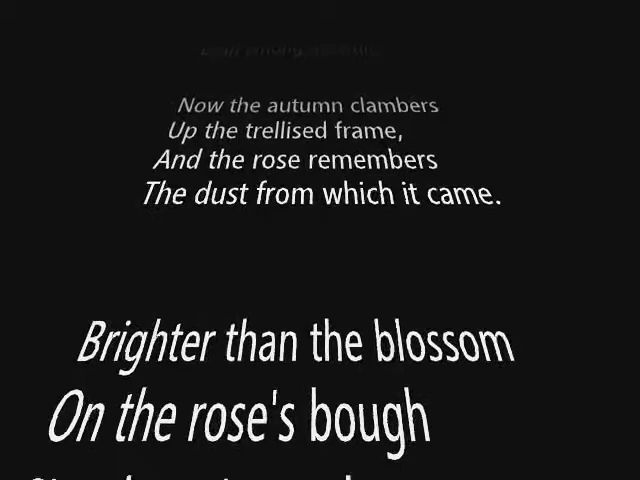 Now the autumn clambers
Up the trellised frame,
And the rose remembers
The dust from which it came.
Brighter than the blossom
On the rose's bough